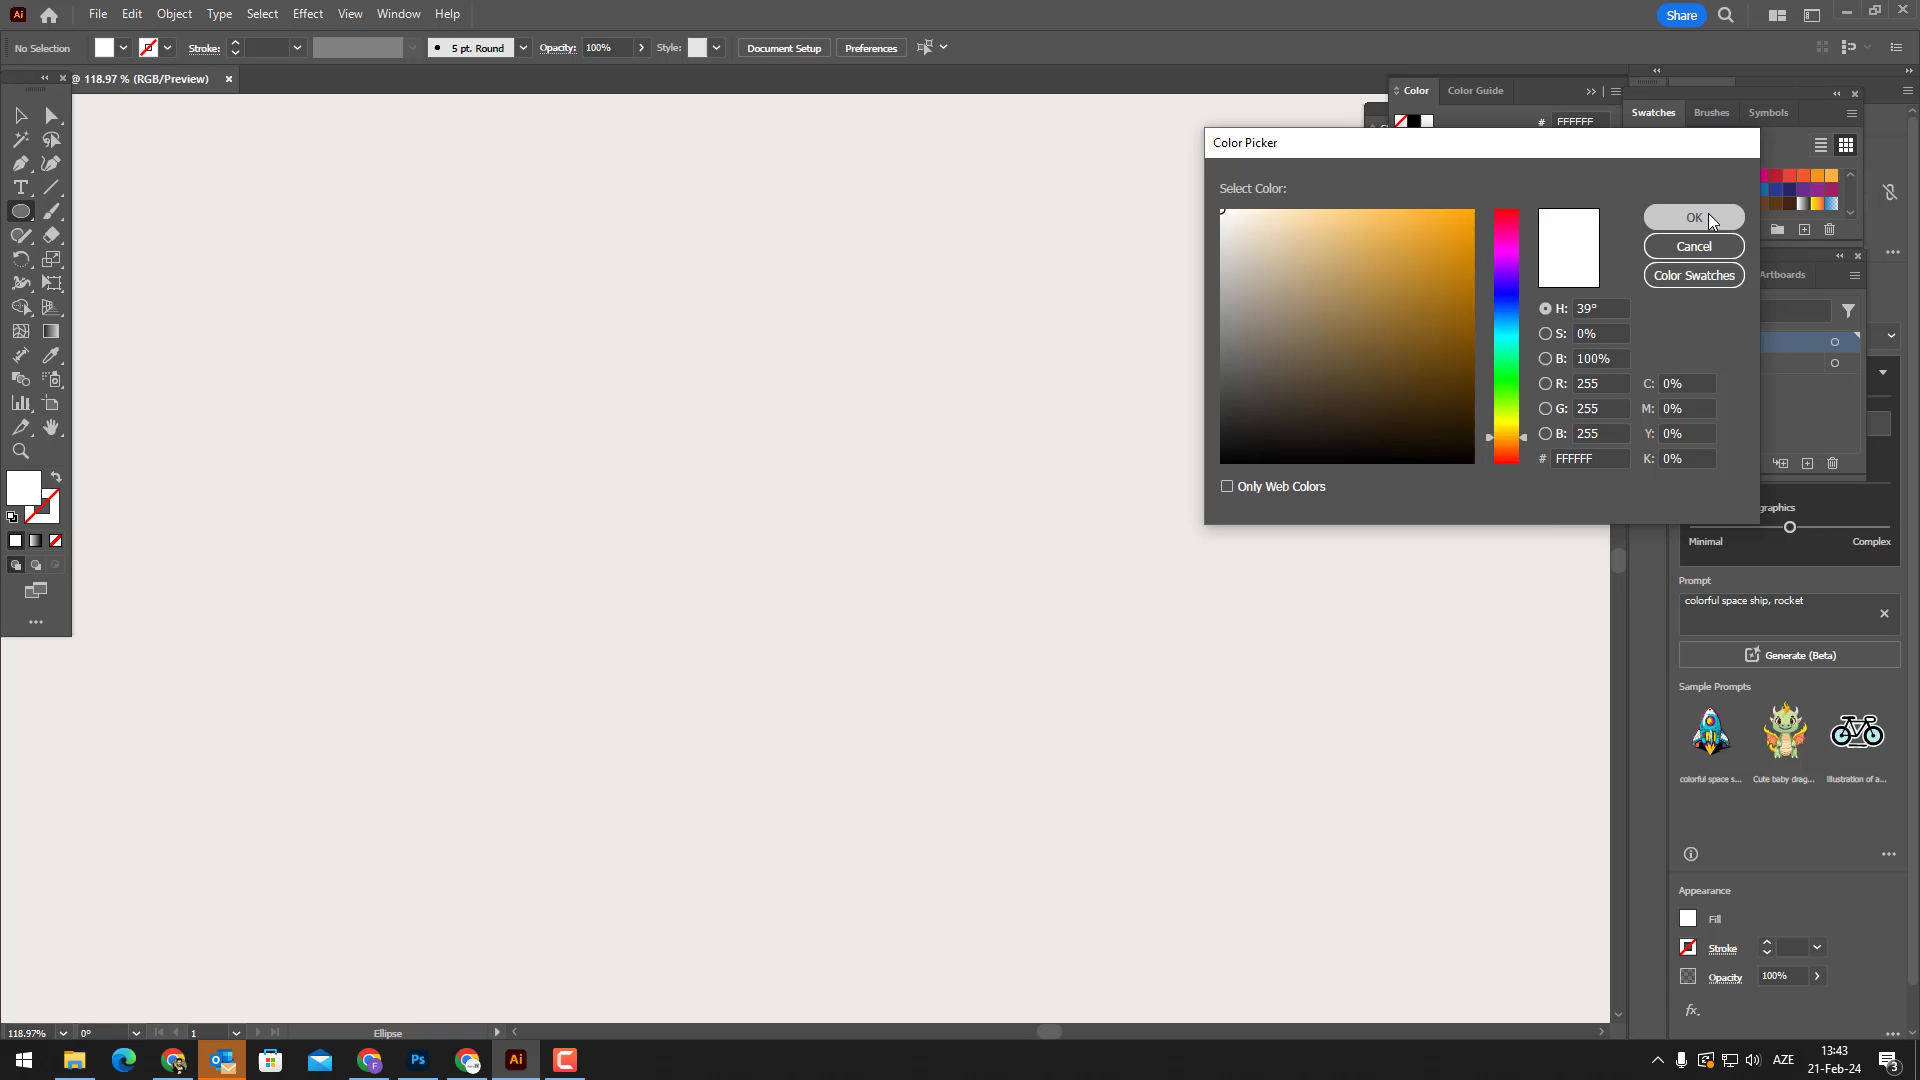 Ai File Edit Object Type Select Effect View Window Help Share
No Selection Stroke: 5 pt. Round Opacity: 100% Style: Document Setup Preferences
@ 118.97 % (RGB/Preview) ×
Color Color Guide
# FFFFFF
Swatches Brushes Symbols
Color Picker
Select Color:
OK
Cancel
Color Swatches
Artboards
H: 39°
S: 0%
B: 100%
R: 255 C: 0%
G: 255 M: 0%
B: 255 Y: 0%
# FFFFFF K: 0%
Only Web Colors
Minimal Complex
Prompt
colorful space ship, rocket
Generate (Beta)
Sample Prompts
colorful space s... Cute baby drag... Illustration of a...
Appearance
Fill
Stroke
Opacity 100%
fx.
118.97% 0° 1 Ellipse
Ps Ai AZE 13:43
21-Feb-24
3